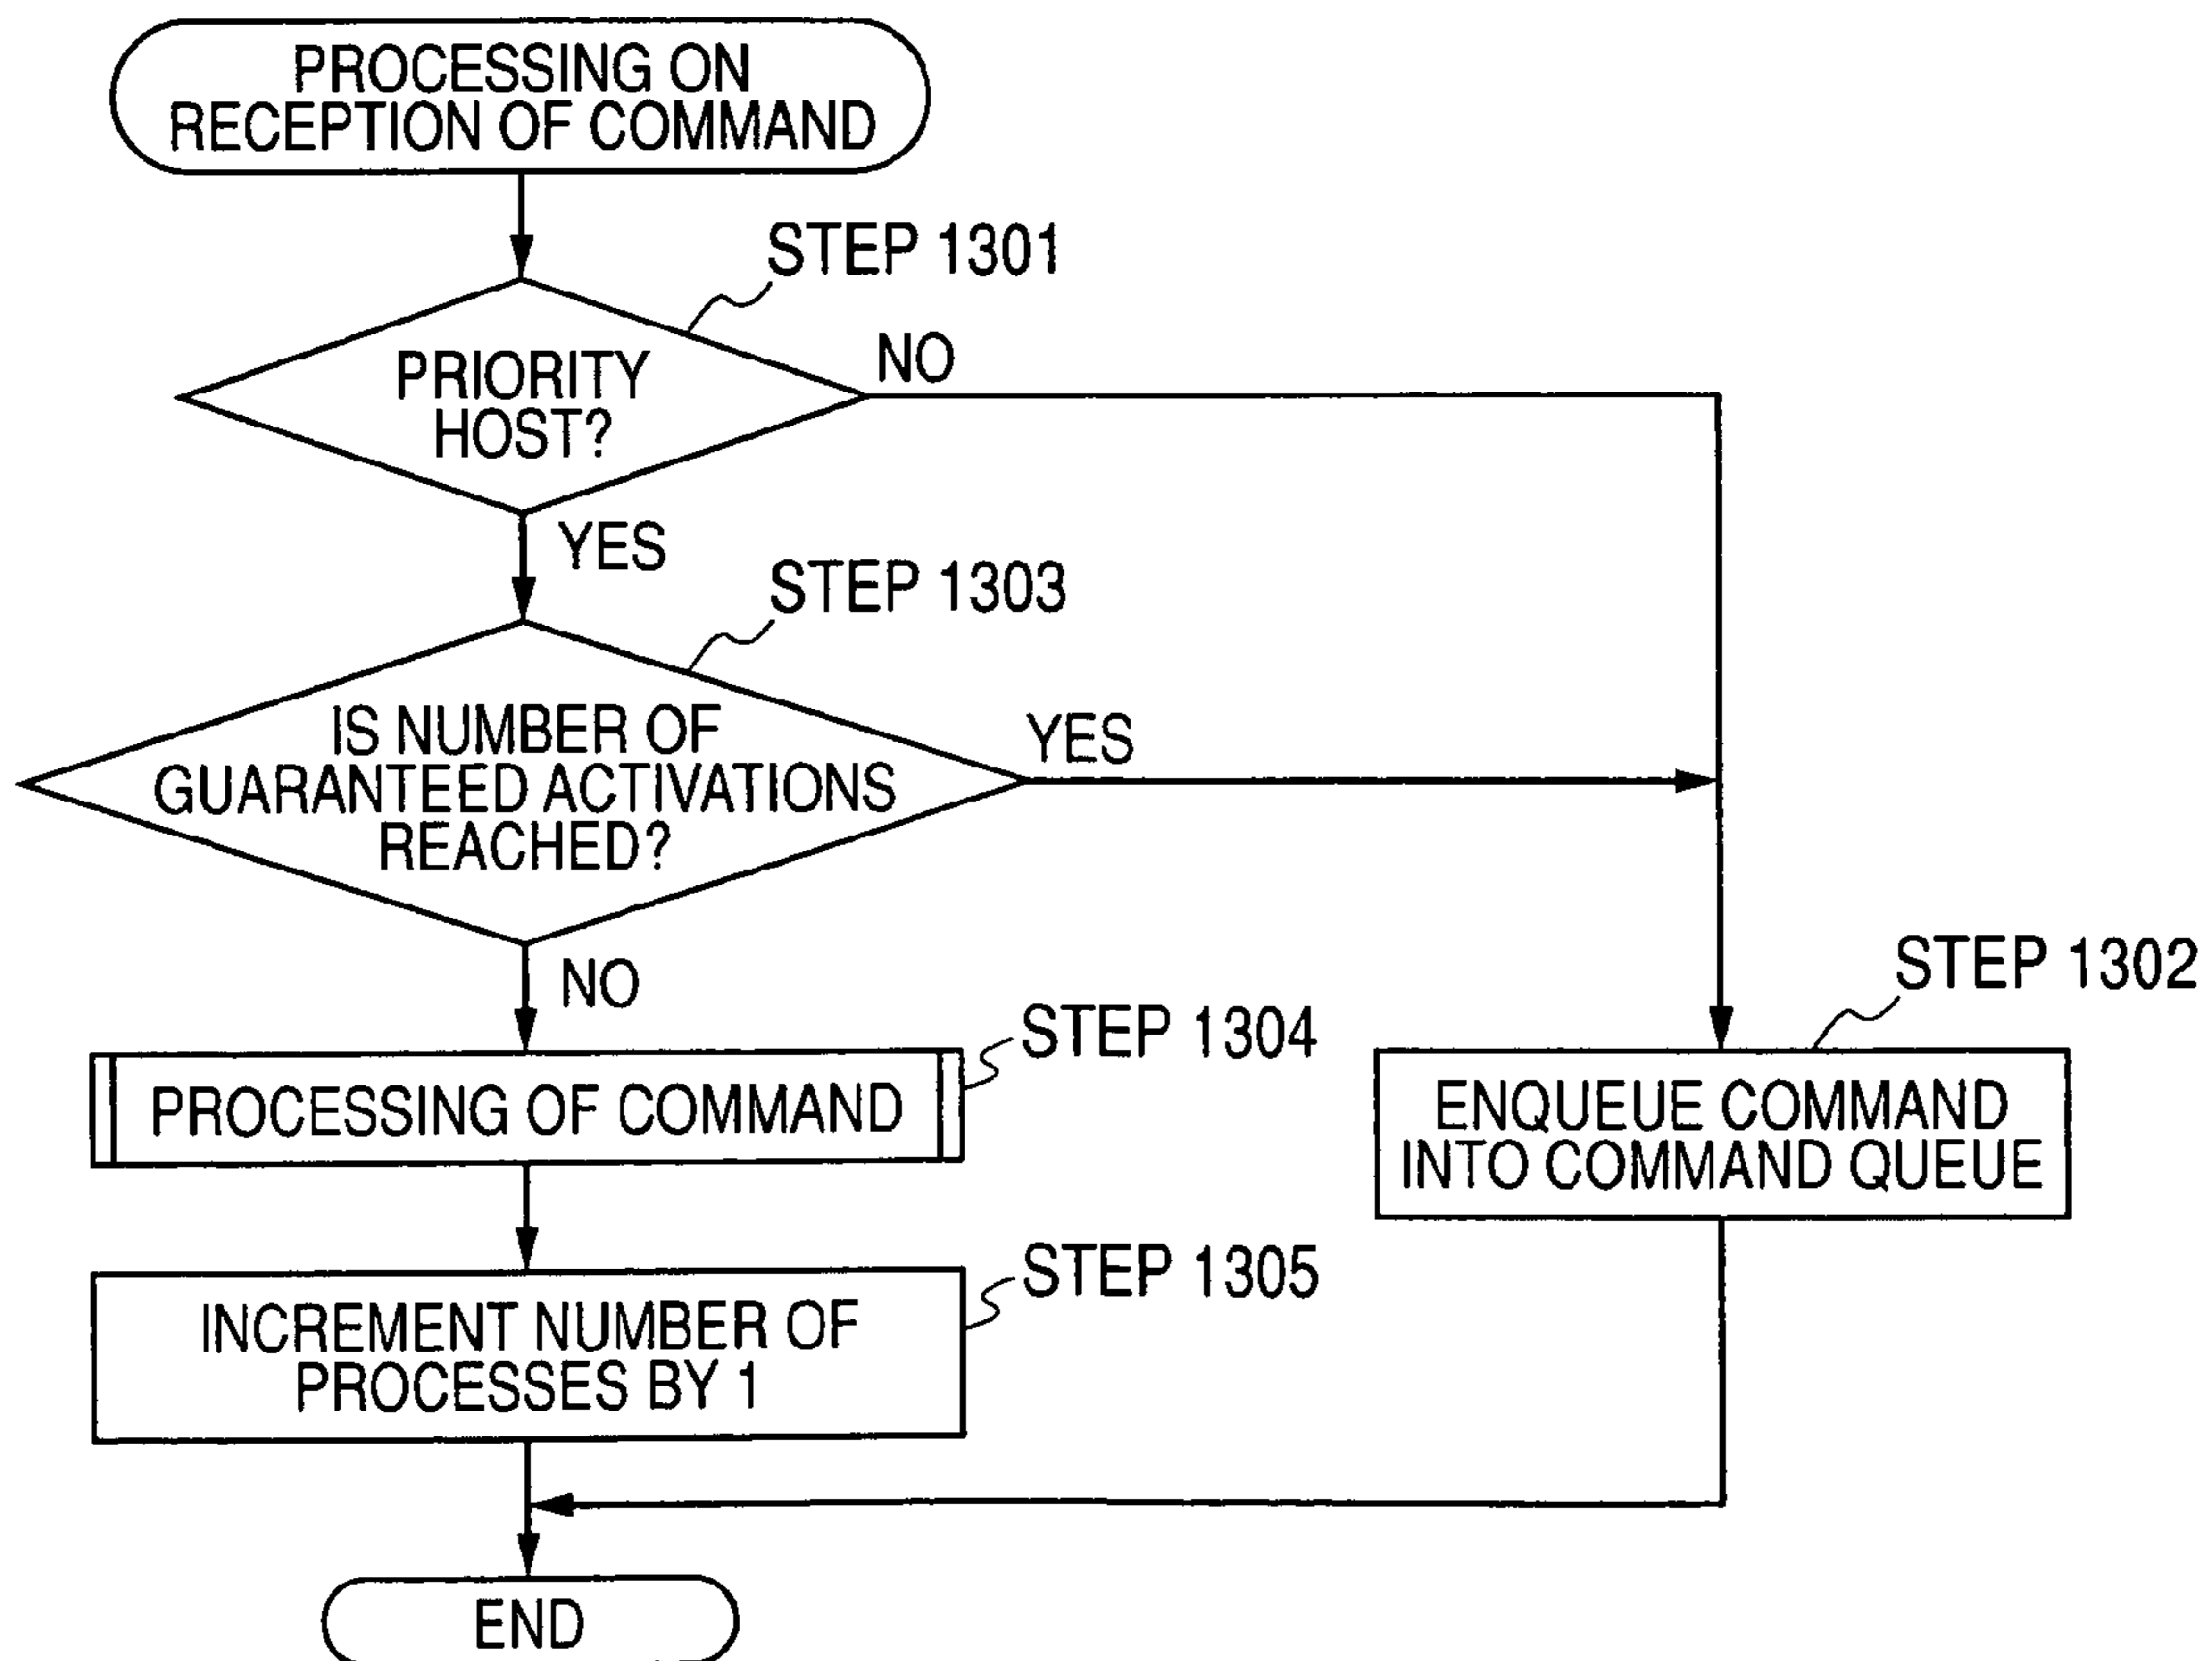 PROCESSING ON
RECEPTION OF COMMAND
STEP 1301
PRIORITY
HOST?
NO
YES
STEP 1303
IS NUMBER OF
GUARANTEED ACTIVATIONS
REACHED?
YES
NO
STEP 1304
PROCESSING OF COMMAND
STEP 1302
ENQUEUE COMMAND
INTO COMMAND QUEUE
STEP 1305
INCREMENT NUMBER OF
PROCESSES BY 1
END